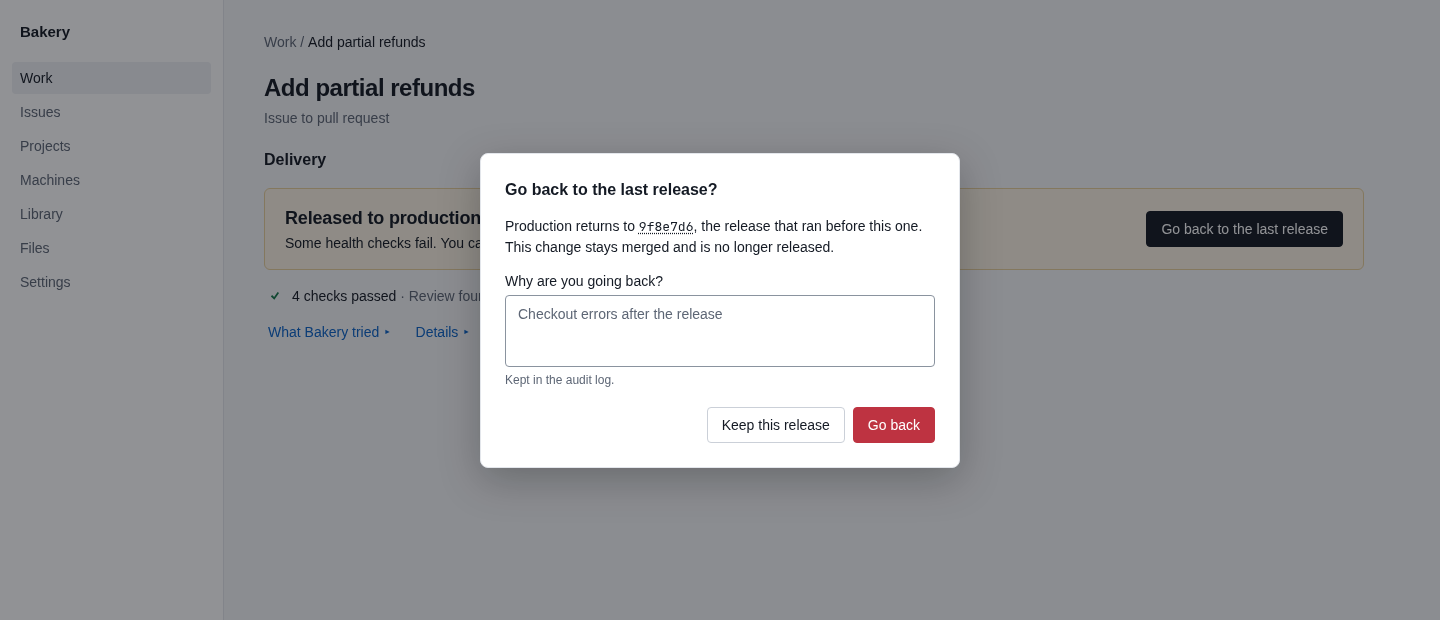 Bakery
Work
Issues
Projects
Machines
Library
Files
Settings
Work / Add partial refunds
Add partial refunds
Issue to pull request
Delivery
Released to production
Some health checks fail. You
Go back to the last release
4 checks passed · Review
What Bakery tried
Details
Go back to the last release?
Production returns to 9f8e7d6, the release that ran before this one.
This change stays merged and is no longer released.
Why are you going back?
Checkout errors after the release
Kept in the audit log.
Keep this release
Go back